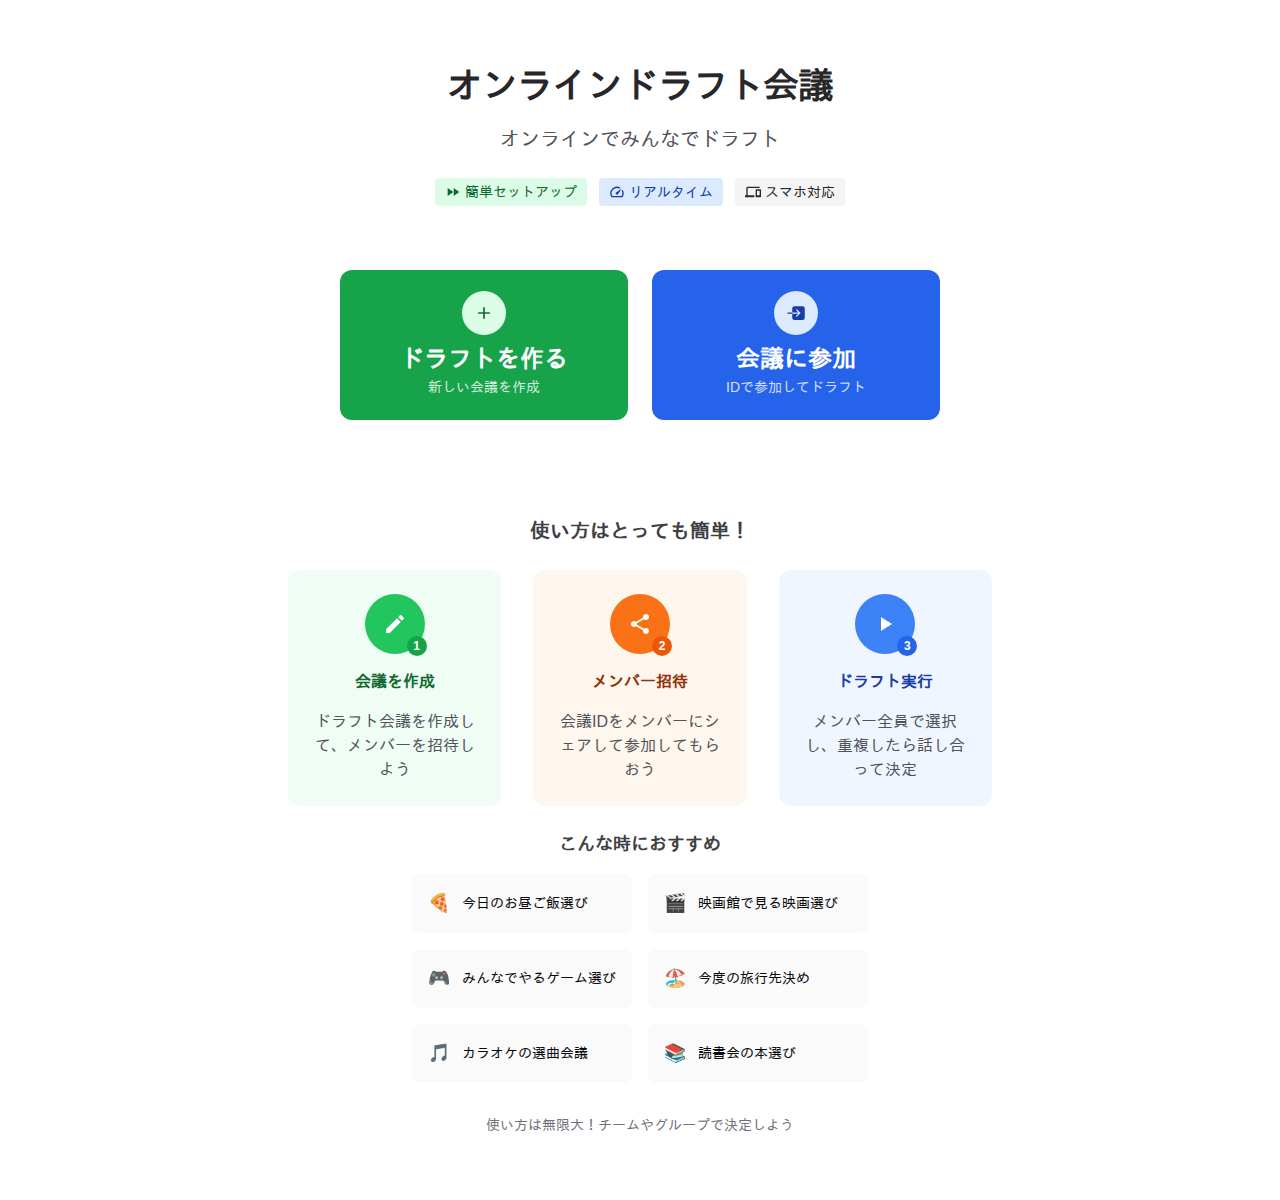 オンラインドラフト会議
オンラインでみんなでドラフト
簡単セットアップ
リアルタイム
スマホ対応
ドラフトを作る
新しい会議を作成
会議に参加
IDで参加してドラフト
使い方はとっても簡単！
1
会議を作成
ドラフト会議を作成し
て、メンバーを招待し
よう
2
メンバー招待
会議IDをメンバーにシ
ェアして参加してもら
おう
3
ドラフト実行
メンバー全員で選択
し、重複したら話し合
って決定
こんな時におすすめ
今日のお昼ご飯選び
映画館で見る映画選び
みんなでやるゲーム選び
今度の旅行先決め
カラオケの選曲会議
読書会の本選び
使い方は無限大！チームやグループで決定しよう